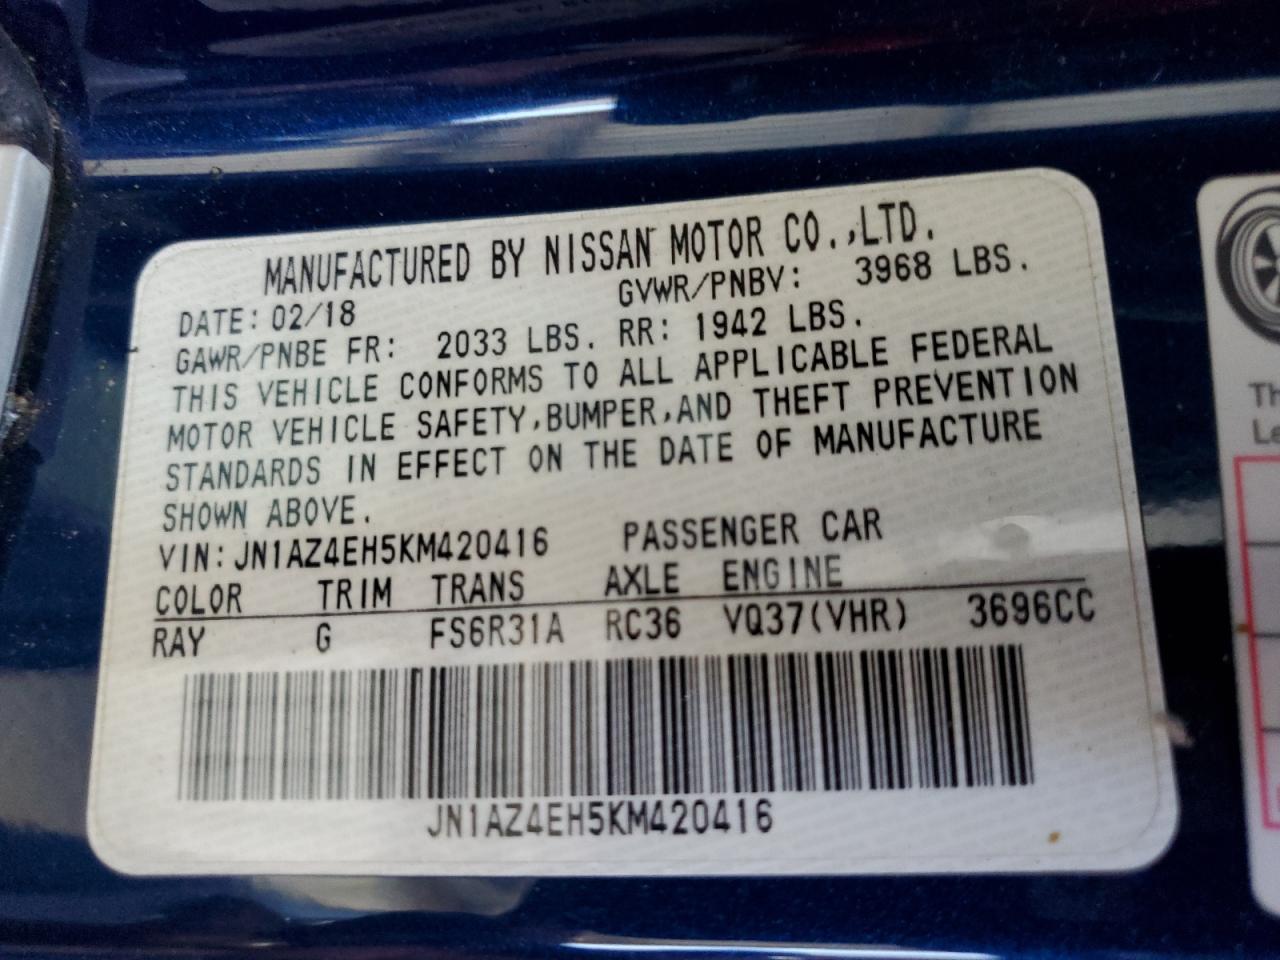 MANUFACTURED BY NISSAN MOTOR CO.,LTD.
DATE: 02/18 GVWR/PNBV: 3968 LBS.
GAWR/PNBE FR: 2033 LBS. RR: 1942 LBS.
THIS VEHICLE CONFORMS TO ALL APPLICABLE FEDERAL
MOTOR VEHICLE SAFETY,BUMPER,AND THEFT PREVENTION
STANDARDS IN EFFECT ON THE DATE OF MANUFACTURE
SHOWN ABOVE.
VIN: JN1AZ4EH5KM420416 PASSENGER CAR
COLOR TRIM TRANS AXLE ENGINE
RAY G FS6R31A RC36 VQ37(VHR) 3696CC
JN1AZ4EH5KM420416